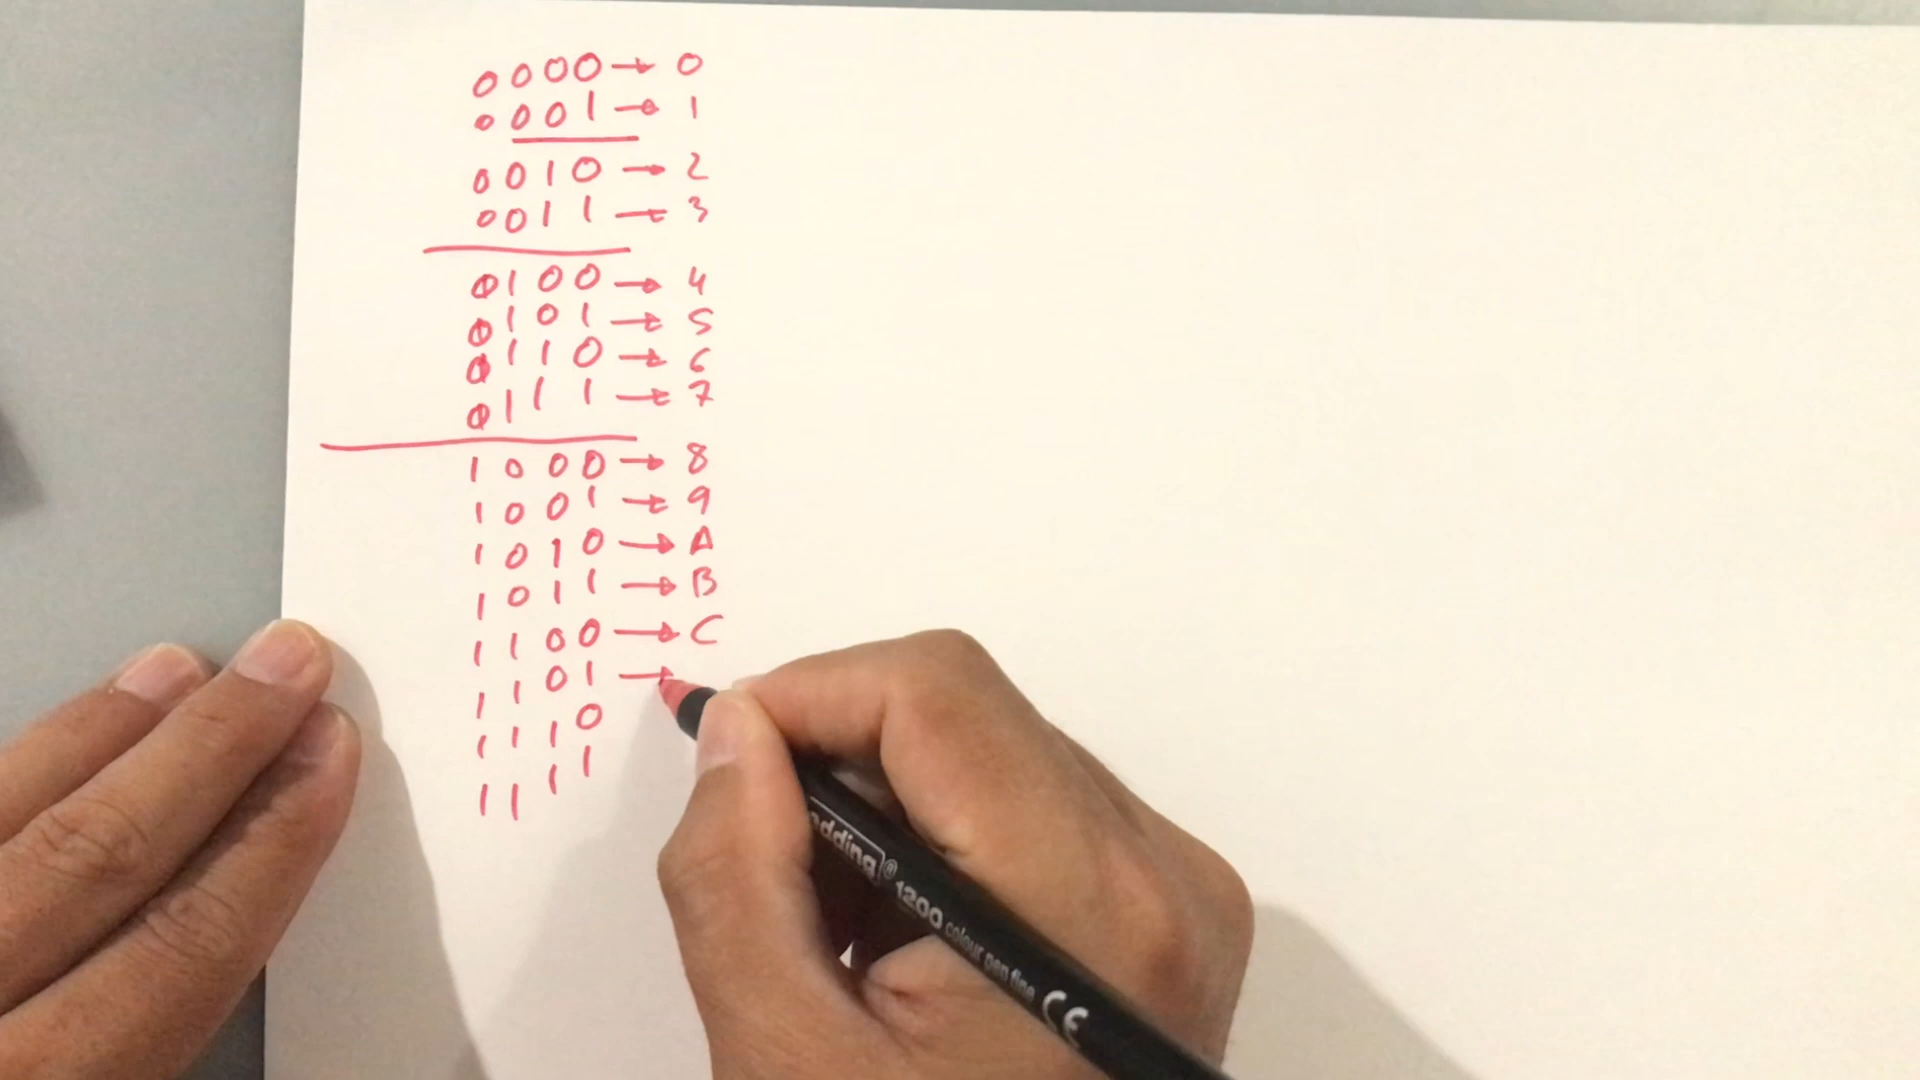 0000 → 0
0001 → 1
0010 → 2
0011 → 3
0100 → 4
0101 → 5
0110 → 6
0111 → 7
1000 → 8
1001 → 9
1010 → A
1011 → B
1100 → C
1101 →
1110
1111
edding® 1200 colour pen fine CE